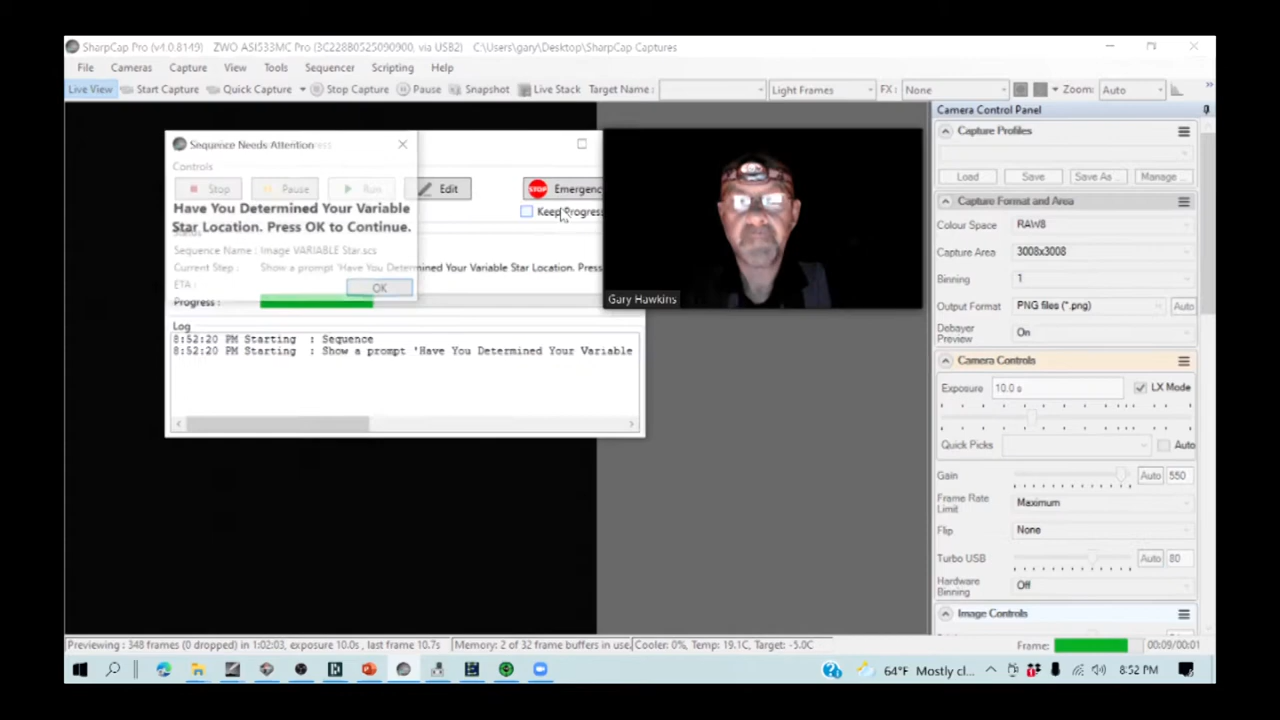 SharpCap Pro (v4.0.8149) ZWO ASI533MC Pro (3C228B0525090900, via USB2) C:\Users\gary\Desktop\SharpCap Captures
File Cameras Capture View Tools Sequencer Scripting Help
Live View Start Capture Quick Capture Stop Capture Pause Snapshot Live Stack Target Name : Light Frames FX: None Zoom: Auto
Camera Control Panel
Capture Profiles
Load Save Save As .. Manage ..
Capture Format and Area
Colour Space RAW8
Capture Area 3008x3008
Binning 1
Output Format PNG files (*.png) Auto
Debayer Preview On
Camera Controls
Exposure 10.0 s LX Mode
Quick Picks Auto
Gain Auto 550
Frame Rate Limit Maximum
Flip None
Turbo USB Auto 80
Hardware Binning Off
Image Controls
Sequence Needs Attention
Controls
Stop Pause Run Edit STOP Emergency
Keep Progress
Have You Determined Your Variable
Star Location. Press OK to Continue.
Sequence Name : Image VARIABLE Star.scs
Current Step : Show a prompt 'Have You Determined Your Variable Star Location. Press
ETA :
OK
Progress :
Log
8:52:20 PM Starting : Sequence
8:52:20 PM Starting : Show a prompt 'Have You Determined Your Variable
Gary Hawkins
Previewing : 348 frames (0 dropped) in 1:02:03, exposure 10.0s , last frame 10.7s Memory: 2 of 32 frame buffers in use. Cooler: 0%, Temp: 19.1C, Target: -5.0C Frame: 00:09/00:01
64°F Mostly cl... 8:52 PM